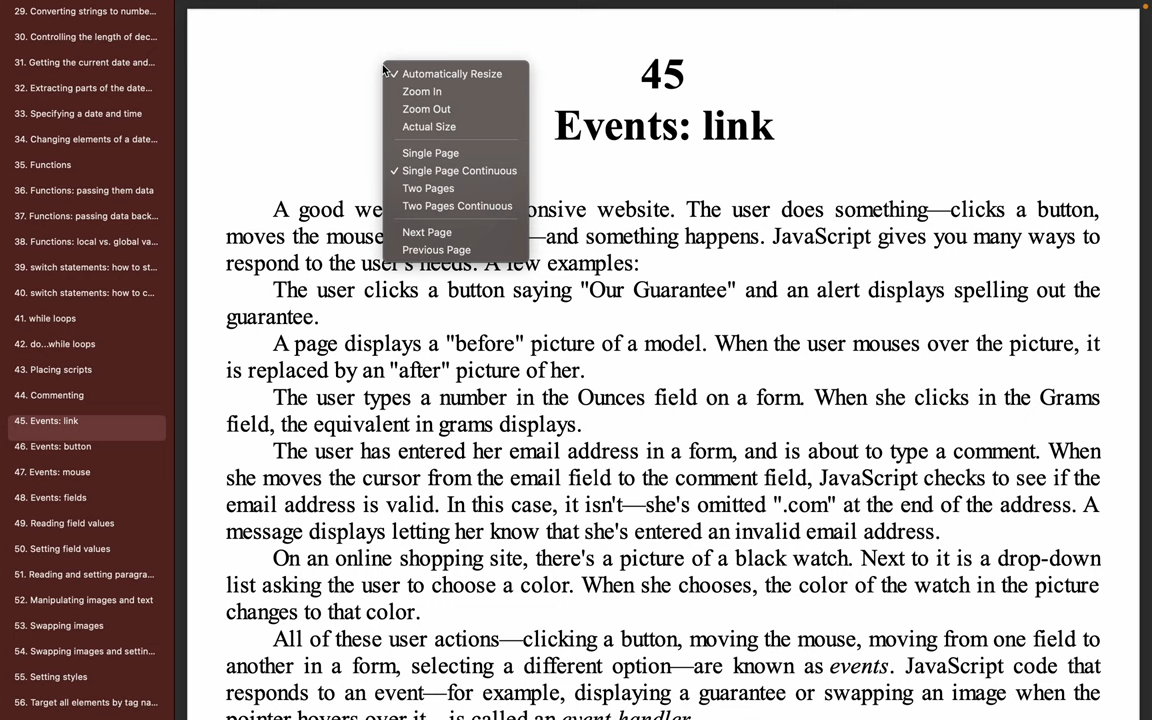 29. Converting strings to numbe...
30. Controlling the length of dec...
31. Getting the current date and...
32. Extracting parts of the date...
33. Specifying a date and time
34. Changing elements of a date...
35. Functions
36. Functions: passing them data
37. Functions: passing data back...
38. Functions: local vs. global va...
39. switch statements: how to st...
40. switch statements: how to c...
41. while loops
42. do...while loops
43. Placing scripts
44. Commenting
45. Events: link
46. Events: button
47. Events: mouse
48. Events: fields
49. Reading field values
50. Setting field values
51. Reading and setting paragra...
52. Manipulating images and text
53. Swapping images
54. Swapping images and settin...
55. Setting styles
56. Target all elements by tag na...
✓ Automatically Resize
Zoom In
Zoom Out
Actual Size
Single Page
✓ Single Page Continuous
Two Pages
Two Pages Continuous
Next Page
Previous Page
45
Events: link
A good we onsive website. The user does something—clicks a button,
moves the mouse —and something happens. JavaScript gives you many ways to
respond to the user's needs. A few examples:
The user clicks a button saying "Our Guarantee" and an alert displays spelling out the
guarantee.
A page displays a "before" picture of a model. When the user mouses over the picture, it
is replaced by an "after" picture of her.
The user types a number in the Ounces field on a form. When she clicks in the Grams
field, the equivalent in grams displays.
The user has entered her email address in a form, and is about to type a comment. When
she moves the cursor from the email field to the comment field, JavaScript checks to see if the
email address is valid. In this case, it isn't—she's omitted ".com" at the end of the address. A
message displays letting her know that she's entered an invalid email address.
On an online shopping site, there's a picture of a black watch. Next to it is a drop-down
list asking the user to choose a color. When she chooses, the color of the watch in the picture
changes to that color.
All of these user actions—clicking a button, moving the mouse, moving from one field to
another in a form, selecting a different option—are known as events. JavaScript code that
responds to an event—for example, displaying a guarantee or swapping an image when the
pointer hovers over it—is called an event handler.